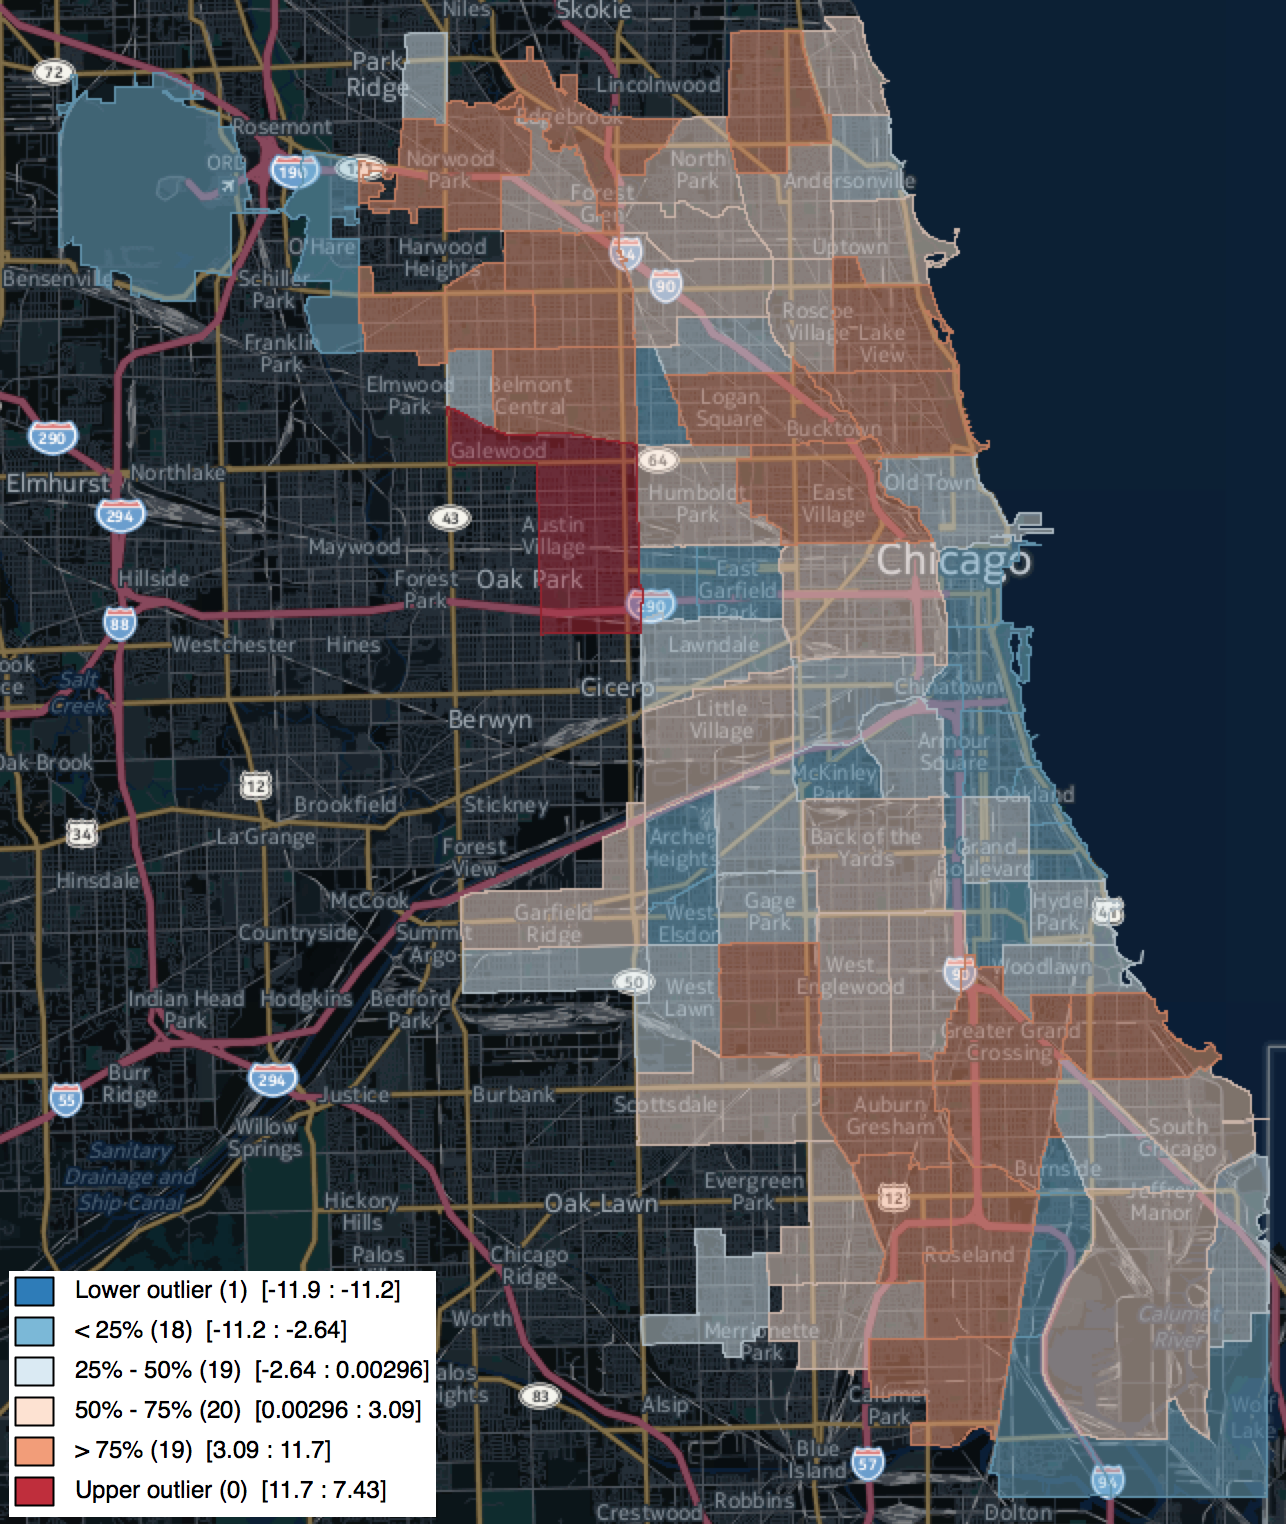 Niles
Skokie
72
Park
Ridge
Lincolnwood
Edgebrook
Rosemont
ORD
190
171
Norwood
Park
North
Park
Andersonville
Forest
Glen
O'Hare
Harwood
Heights
94
Uptown
Bensenville
Schiller
Park
90
Roscoe
Village
Lake
View
Franklin
Park
Elmwood
Park
Belmont
Central
Logan
Square
Bucktown
290
Galewood
64
Northlake
Elmhurst
294
43
Humboldt
Park
East
Village
Old Town
Austin
Village
Maywood
Chicago
Hillside
Forest
Park
Oak Park
East
Garfield
Park
290
88
Westchester
Hines
Lawndale
ook
ce
Salt
Creek
Cicero
Chinatown
Berwyn
Little
Village
Armour
Square
Oak Brook
12
McKinley
Park
Oakland
Brookfield
Stickney
34
La Grange
Forest
View
Archer
Heights
Back of the
Yards
Grand
Boulevard
Hinsdale
McCook
Garfield
Ridge
West
Elsdon
Gage
Park
Hyde
Park
41
Countryside
Summit
Argo
50
West
Lawn
West
Englewood
90
Woodlawn
Indian Head
Park
Hodgkins
Bedford
Park
Greater Grand
Crossing
Burr
Ridge
55
294
Justice
Burbank
Scottsdale
Auburn
Gresham
South
Chicago
Willow
Springs
Sanitary
Drainage and
Ship Canal
Evergreen
Park
Burnside
Jeffrey
Manor
Hickory
Hills
Oak Lawn
12
Palos
Chicago
Ridge
Roseland
Lower outlier (1) [-11.9 : -11.2]
< 25% (18) [-11.2 : -2.64]
25% - 50% (19) [-2.64 : 0.00296]
50% - 75% (20) [0.00296 : 3.09]
> 75% (19) [3.09 : 11.7]
Upper outlier (0) [11.7 : 7.43]
Worth
Merrionette
Park
Calumet
River
alos
ights
83
Alsip
Calumet
Park
Wolf
Lake
Blue
Island
57
94
Crestwood
Robbins
Dolton